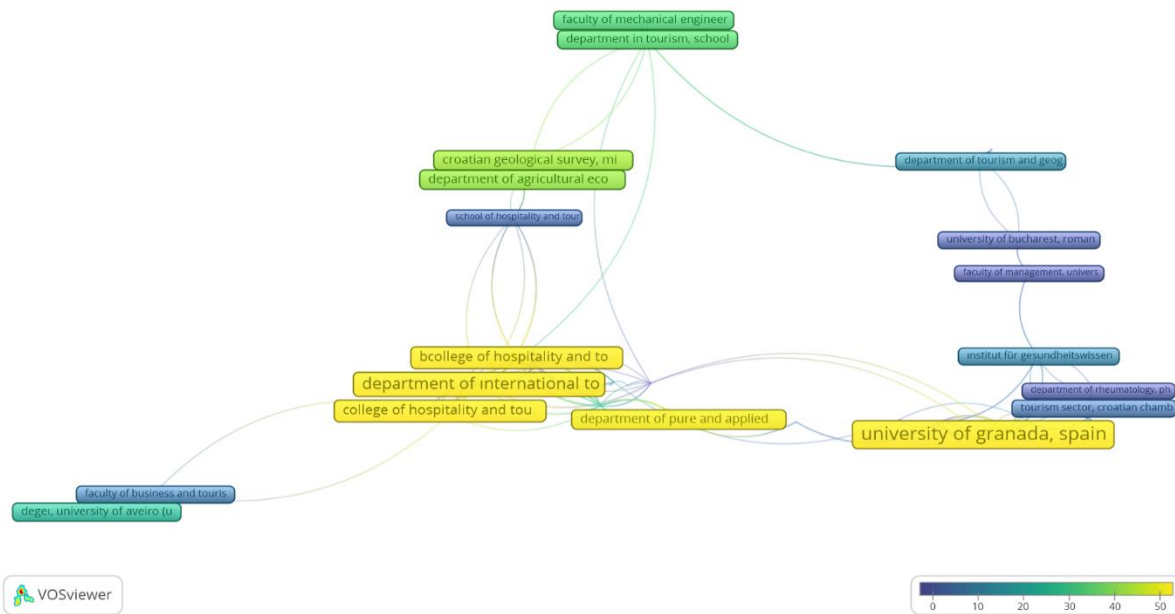 faculty of mechanical engineer
department in tourism, school
croatian geological survey, mi
department of agricultural eco
department of tourism and geog
school of hospitality and tour
university of bucharest, roman
faculty of management, univers
bcollege of hospitality and to
institut für gesundheitswissen
department of international to
department of rheumatology, ph
college of hospitality and tou
tourism sector, croatian chamb
department of pure and applied
university of granada, spain
faculty of business and touris
degei, university of aveiro (u
VOSviewer
0 10 20 30 40 50